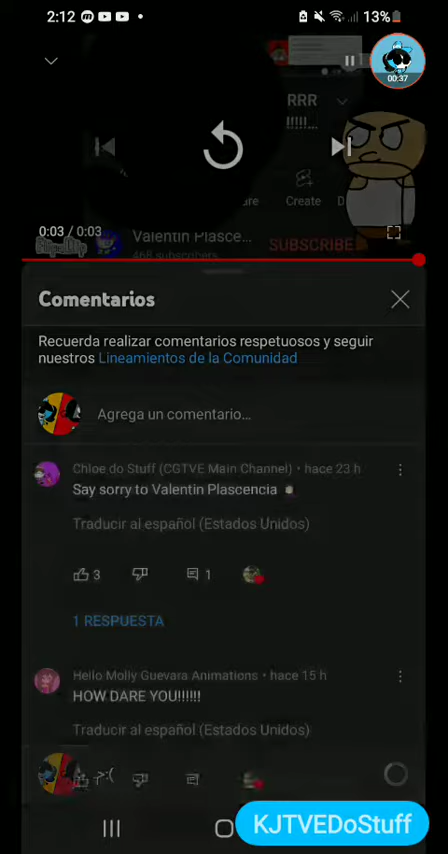 2:12
13%
00:37
RRR
!!!!!...
Create
0:03 / 0:03
Valentin Plasce...
468 subscribers
SUBSCRIBE
Comentarios
Recuerda realizar comentarios respetuosos y seguir
nuestros Lineamientos de la Comunidad
Agrega un comentario...
Chloe do Stuff (CGTVE Main Channel) • hace 23 h
Say sorry to Valentin Plascencia
Traducir al español (Estados Unidos)
3
1
1 RESPUESTA
Hello Molly Guevara Animations • hace 15 h
HOW DARE YOU!!!!!!
Traducir al español (Estados Unidos)
KJTVEDoStuff